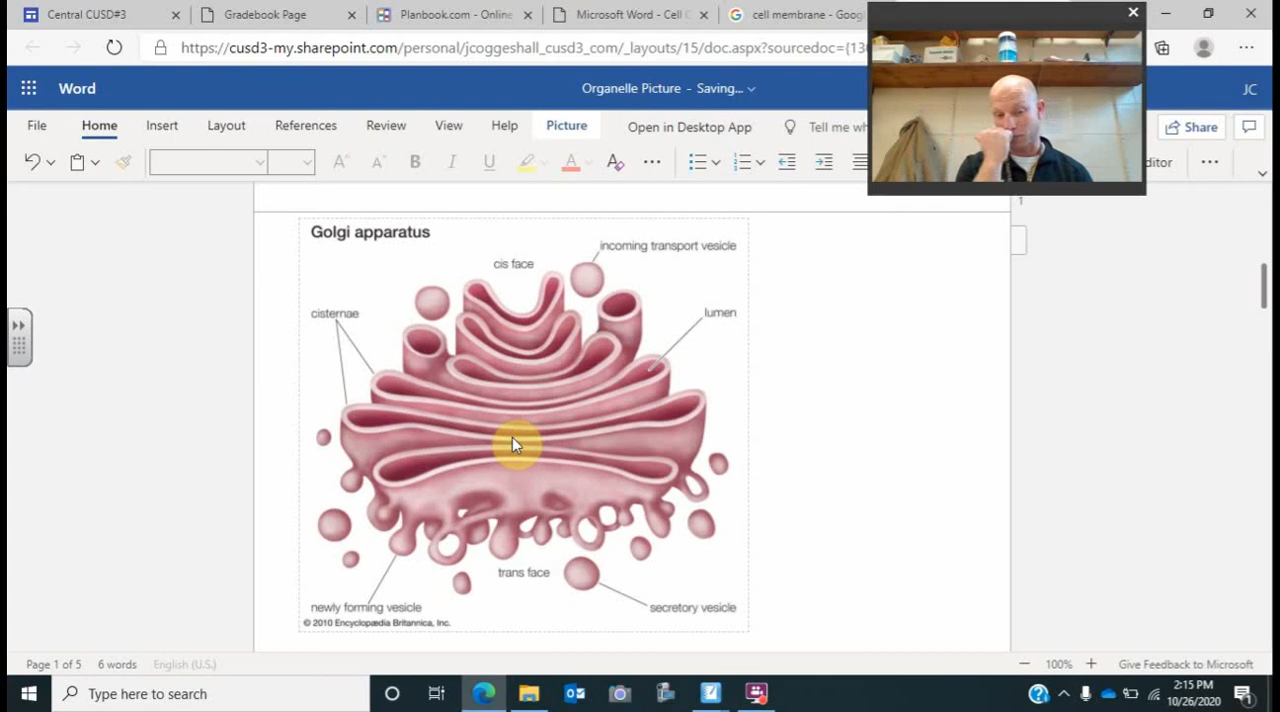 Central CUSD#3
Gradebook Page
Planbook.com - Online
Microsoft Word - Cell C
cell membrane - Goog
https://cusd3-my.sharepoint.com/personal/jcoggeshall_cusd3_com/_layouts/15/doc.aspx?sourcedoc={13
Word
Organelle Picture - Saving...
JC
File Home Insert Layout References Review View Help Picture Open in Desktop App Tell me wh
Share
B I U A
ditor
1
Golgi apparatus
incoming transport vesicle
cis face
cisternae
lumen
trans face
newly forming vesicle
secretory vesicle
© 2010 Encyclopædia Britannica, Inc.
Page 1 of 5 6 words English (U.S.)
100% Give Feedback to Microsoft
Type here to search
2:15 PM
10/26/2020
1